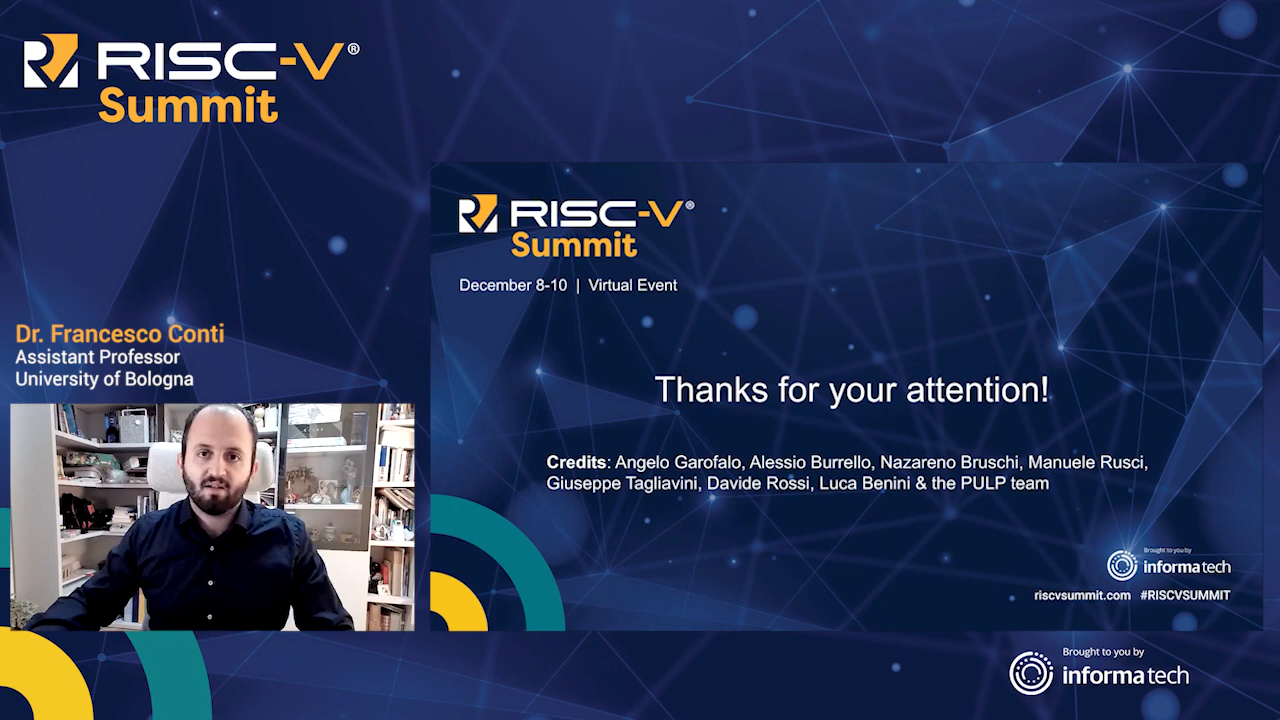 RISC-V®
Summit
RISC-V®
Summit
December 8-10 | Virtual Event
Dr. Francesco Conti
Assistant Professor
University of Bologna
Thanks for your attention!
Credits: Angelo Garofalo, Alessio Burrello, Nazareno Bruschi, Manuele Rusci,
Giuseppe Tagliavini, Davide Rossi, Luca Benini & the PULP team
Brought to you by
informa tech
riscvsummit.com #RISCVSUMMIT
Brought to you by
informa tech